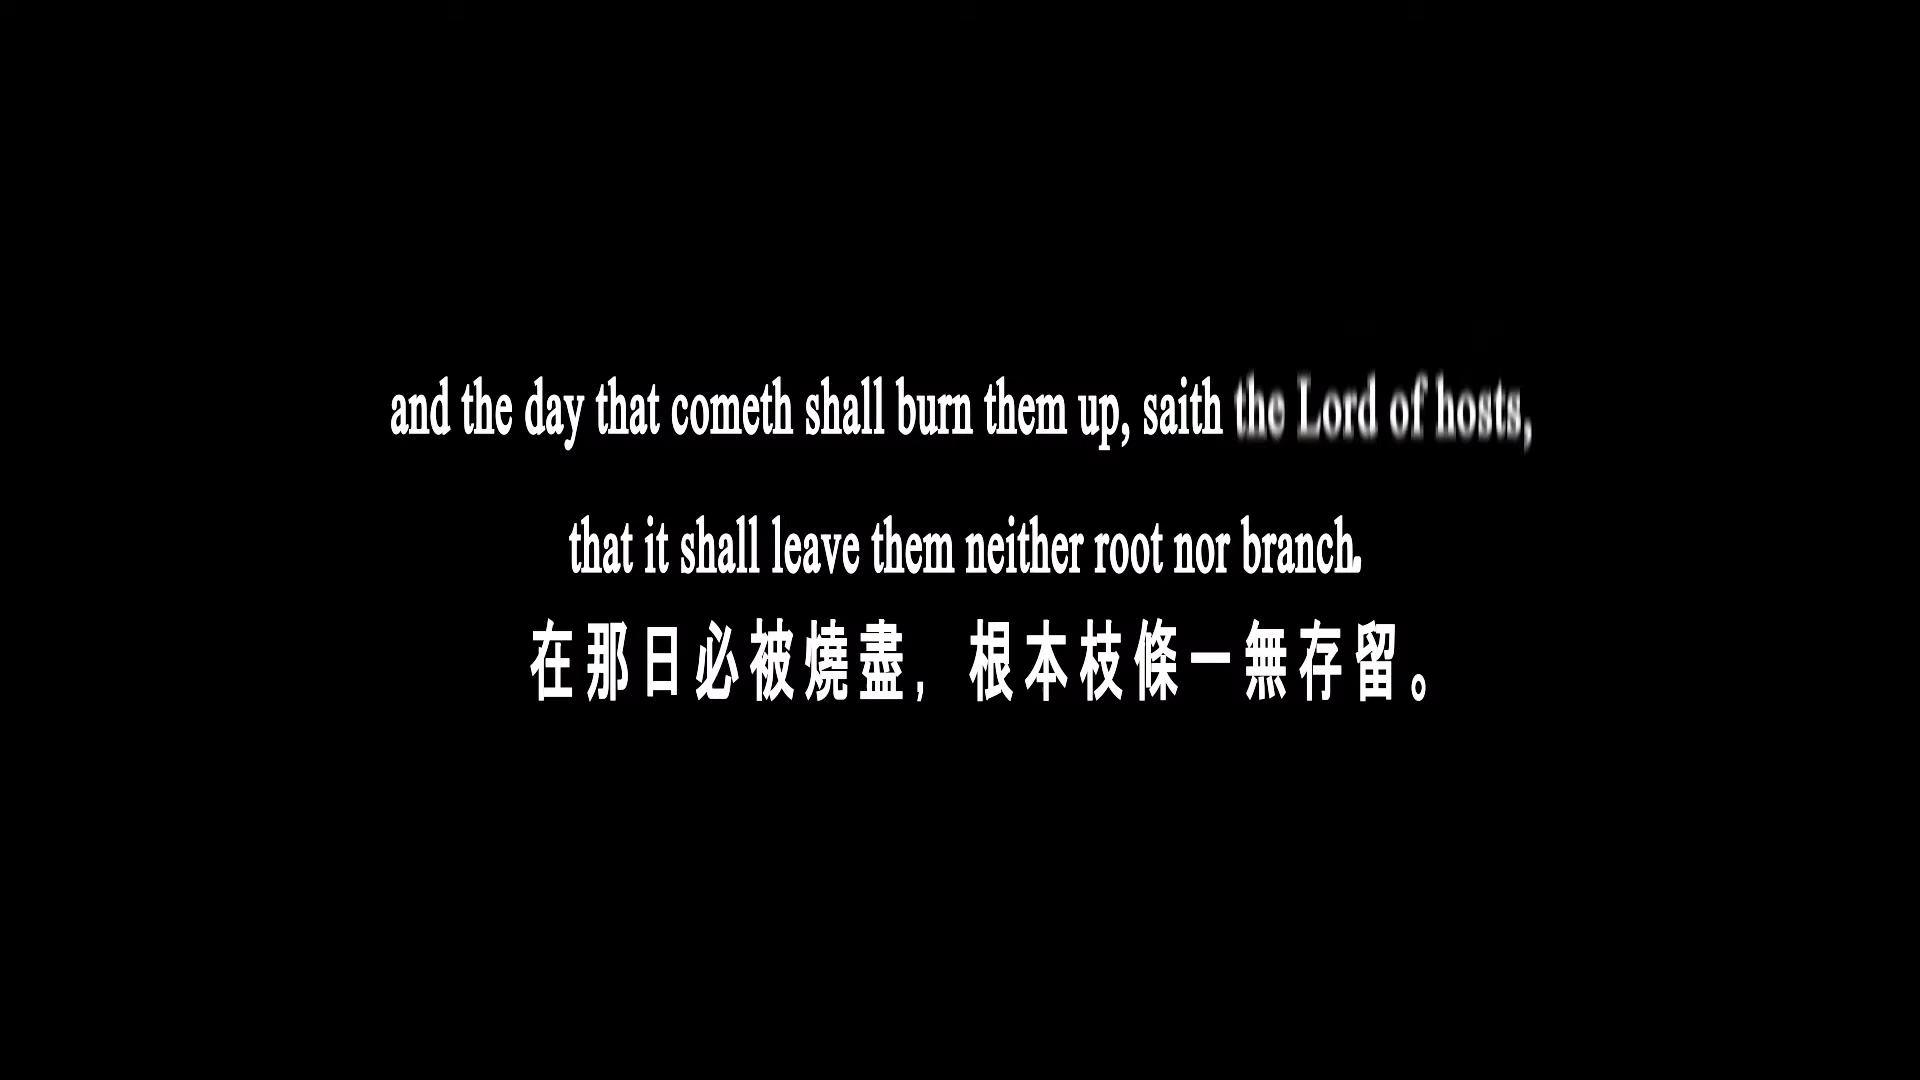 and the day that cometh shall burn them up, saith the Lord of hosts,
that it shall leave them neither root nor branch.
在那日必被燒盡，根本枝條一無存留。